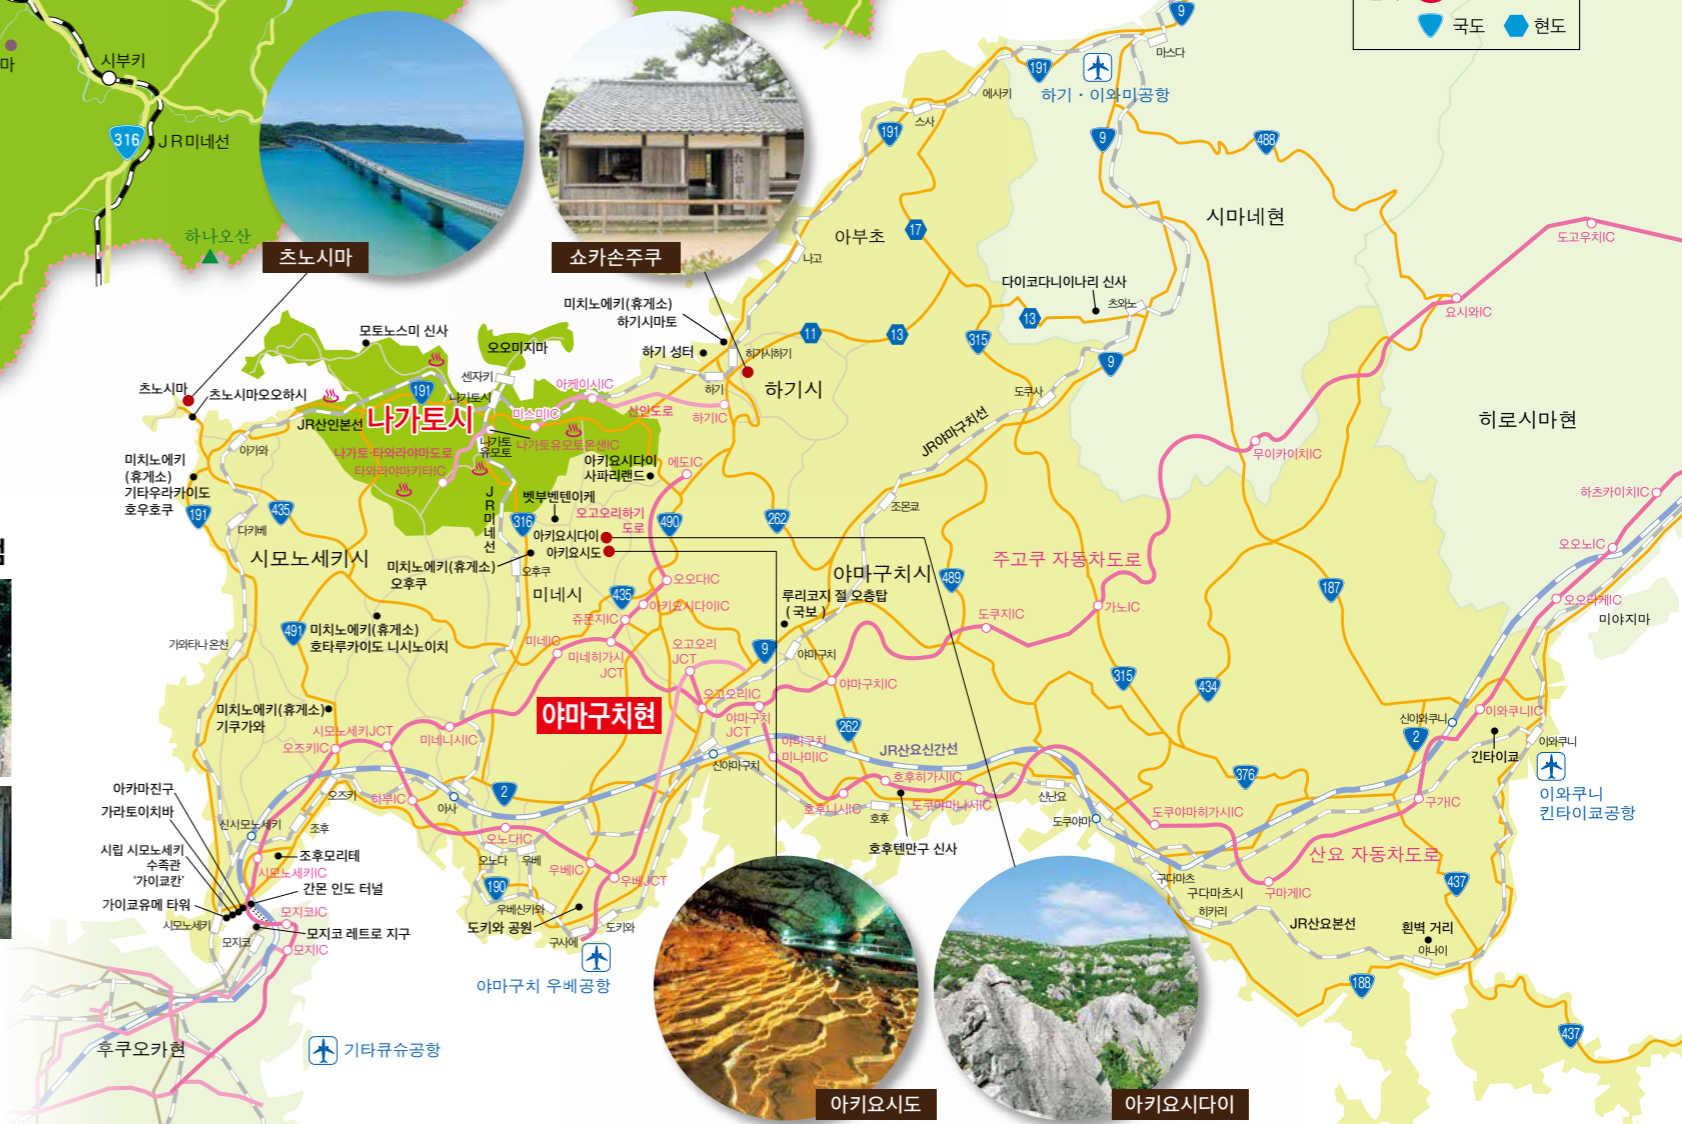 9
국도
현도
마
시부키
316
JR미네선
하나오산
츠노시마
쇼카손주쿠
마스다
191
에사키
하기・이와미공항
스사
191
9
488
시마네현
17
아부초
나고
도고우치IC
다이코다니이나리 신사
츠와노
요시와IC
미치노에키(휴게소)
하기시마토
11
13
13
315
9
모토노스미 신사
오오미지마
하기 성터
히가시하기
하기
하기시
센자키
아케이시IC
츠노시마
츠노시마오오하시
191
나가토시
나가토시
미스미IC
산인도로
하기IC
도쿠사
JR야마구치선
히로시마현
JR산인본선
나가토
유모토
나가토유모토온센IC
나가토·타와라야마도로
타와라야마키타IC
아가와
무이카이치IC
미치노에키
(휴게소)
기타우라카이도
호우호쿠
191
435
다키베
JR미네선
316
벳부벤텐이케
아키요시다이
사파리랜드
에도IC
오고오리하기
도로
490
262
조몬쿄
하츠카이치IC
시모노세키시
아키요시다이
아키요시도
미치노에키(휴게소)
오후쿠
오후쿠
미네시
오오노IC
주고쿠 자동차도로
야마구치시
489
187
오오다IC
435
아키요시다이IC
쥬몬지IC
루리코지 절 오층탑
(국보)
도쿠지IC
가노IC
오오타케IC
미야지마
491
미치노에키(휴게소)
호타루카이도 니시노이치
가와타나 온천
미네IC
미네히가시
JCT
오고오리
JCT
9
야마구치
야마구치IC
315
434
미치노에키(휴게소)
기쿠가와
야마구치현
오고오리IC
야마구치
JCT
262
시모노세키JCT
오즈키IC
미네니시IC
신이와쿠니
이와쿠니IC
2
긴타이쿄
이와쿠니
이와쿠니
킨타이쿄공항
야마구치
미나미IC
JR산요신간선
신야마구치
376
아카마진구
가라토이치바
시립 시모노세키
수족관
'가이쿄칸'
가이쿄유메 타워
오즈키
하부IC
아사
2
호후히가시IC
호후니시IC
호후
도쿠야마니시IC
호후텐만구 신사
신난요
도쿠야마
도쿠야마히가시IC
구가IC
산요 자동차도로
신시모노세키
조후
조후모리테
시모노세키IC
간몬 인도 터널
모지코IC
모지코 레트로 지구
시모노세키
모지코
모지IC
오노다IC
오노다
우베
190
우베IC
우베JCT
우베신카와
도키와 공원
구사에
도키와
야마구치 우베공항
구다마츠
구다마츠시
히카리
구마게IC
437
JR산요본선
흰벽 거리
야나이
188
437
후쿠오카현
기타큐슈공항
아키요시도
아키요시다이